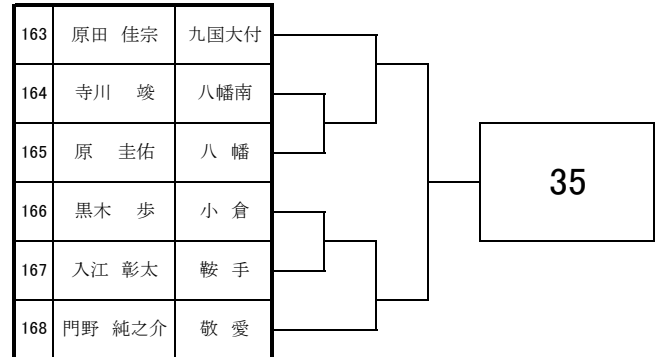 163 原田 佳宗 九国大付
164 寺川 竣 八幡南
165 原 圭佑 八 幡
166 黒木 歩 小 倉
167 入江 彰太 鞍 手
168 門野 純之介 敬 愛
35